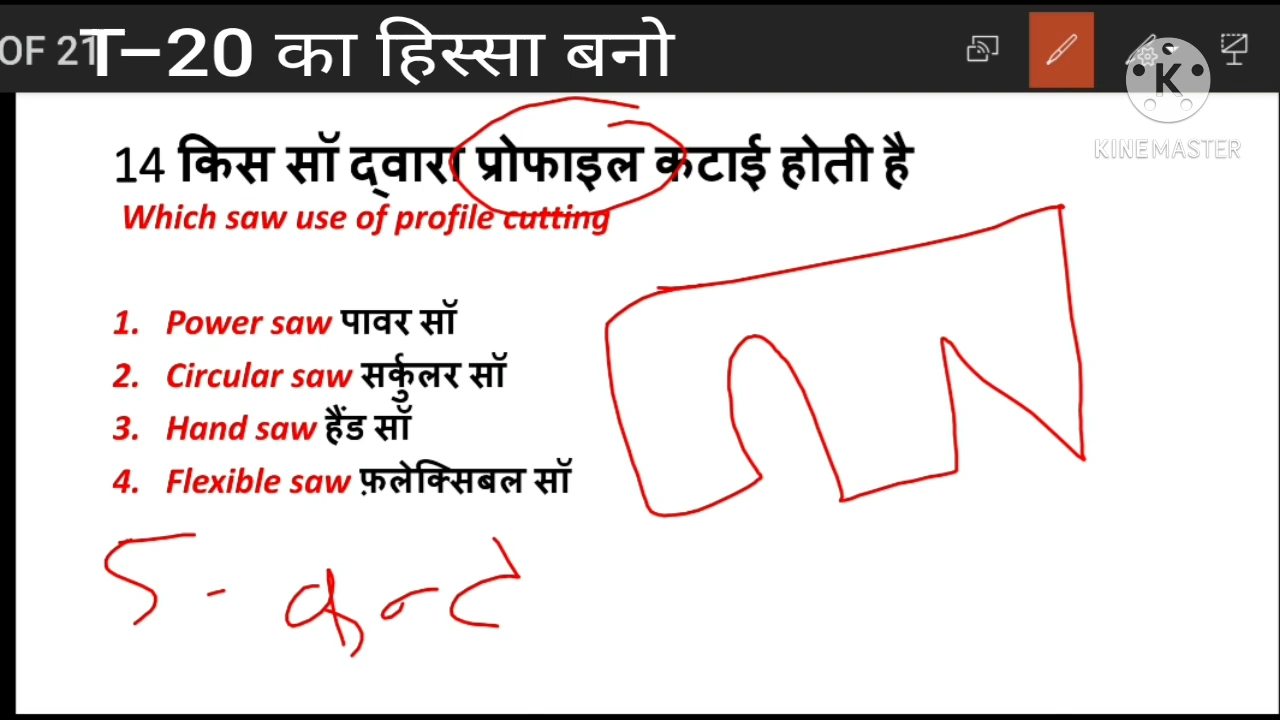 OF 21
T–20 का हिस्सा बनो
KINEMASTER
14 किस सॉ द्वारा प्रोफाइल कटाई होती है
Which saw use of profile cutting
1. Power saw पावर सॉ
2. Circular saw सर्कुलर सॉ
3. Hand saw हैंड सॉ
4. Flexible saw फ़लेक्सिबल सॉ